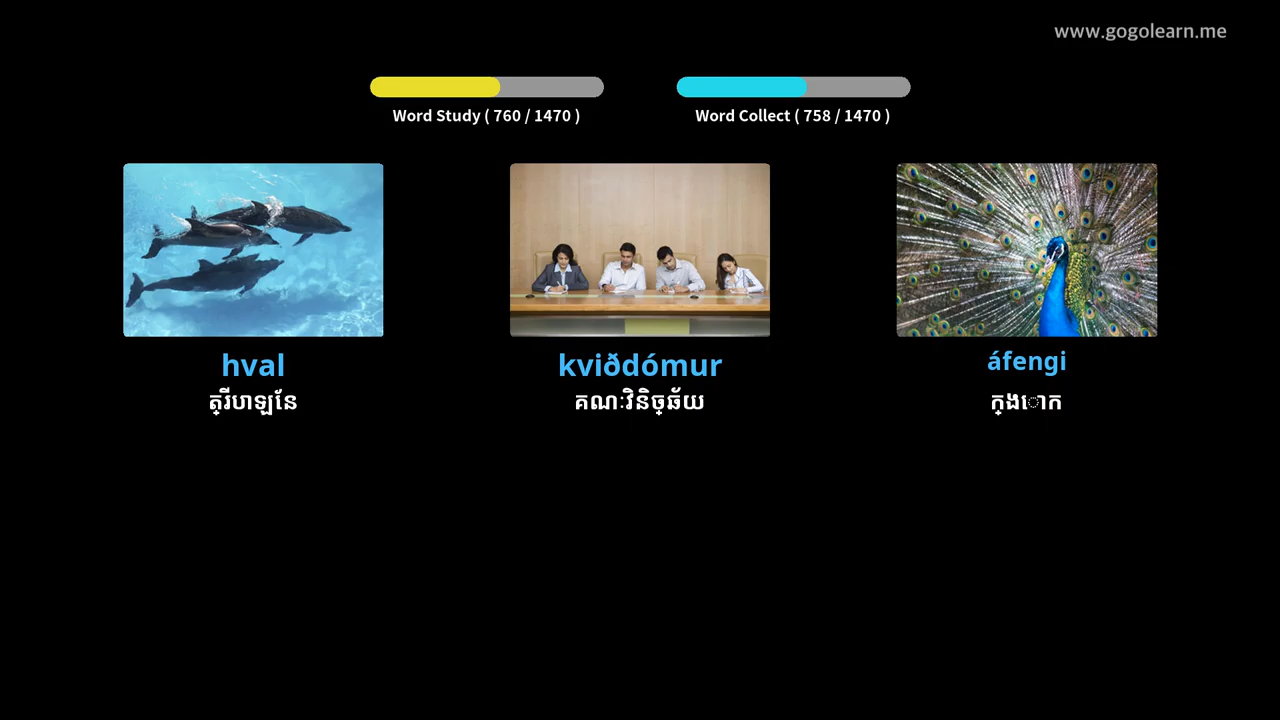 www.gogolearn.me
Word Study ( 760 / 1470 )
Word Collect ( 758 / 1470 )
hval
kviðdómur
áfengi
ត្រីបាឡែន
គណៈវិនិច្ឆ័យ
ក្ងោក